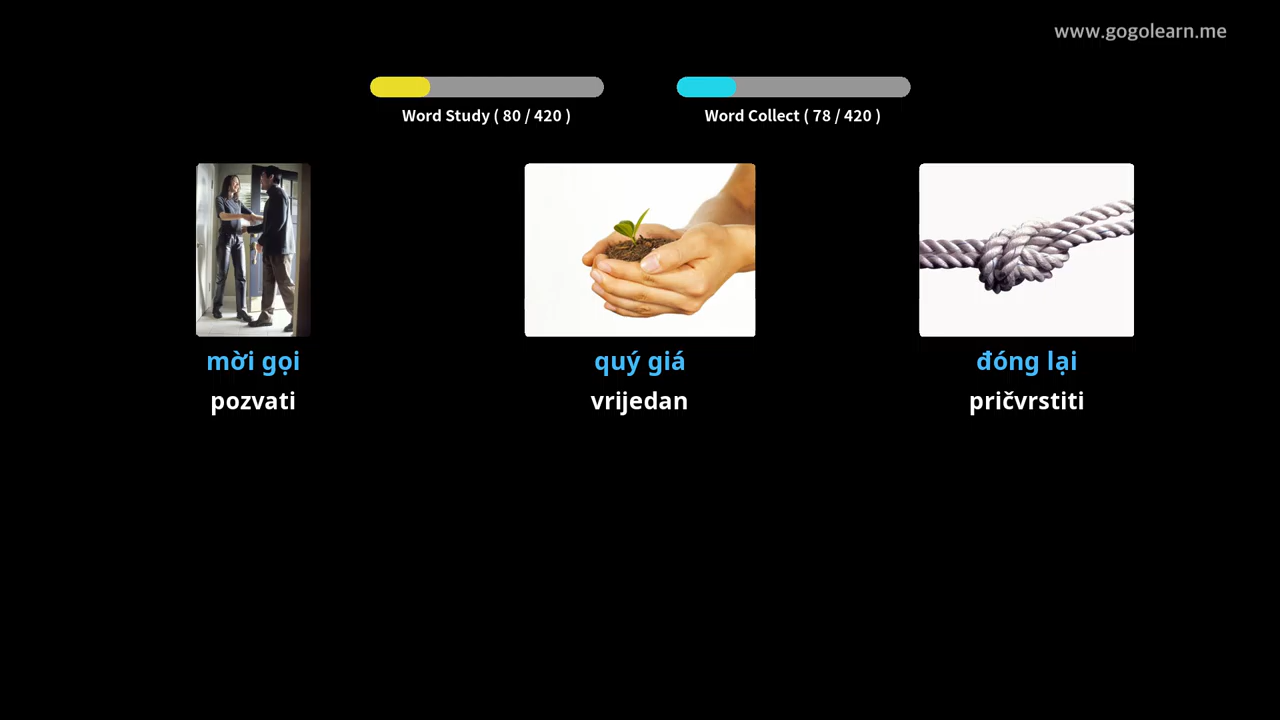 www.gogolearn.me
Word Study ( 80 / 420 )
Word Collect ( 78 / 420 )
mời gọi
quý giá
đóng lại
pozvati
vrijedan
pričvrstiti